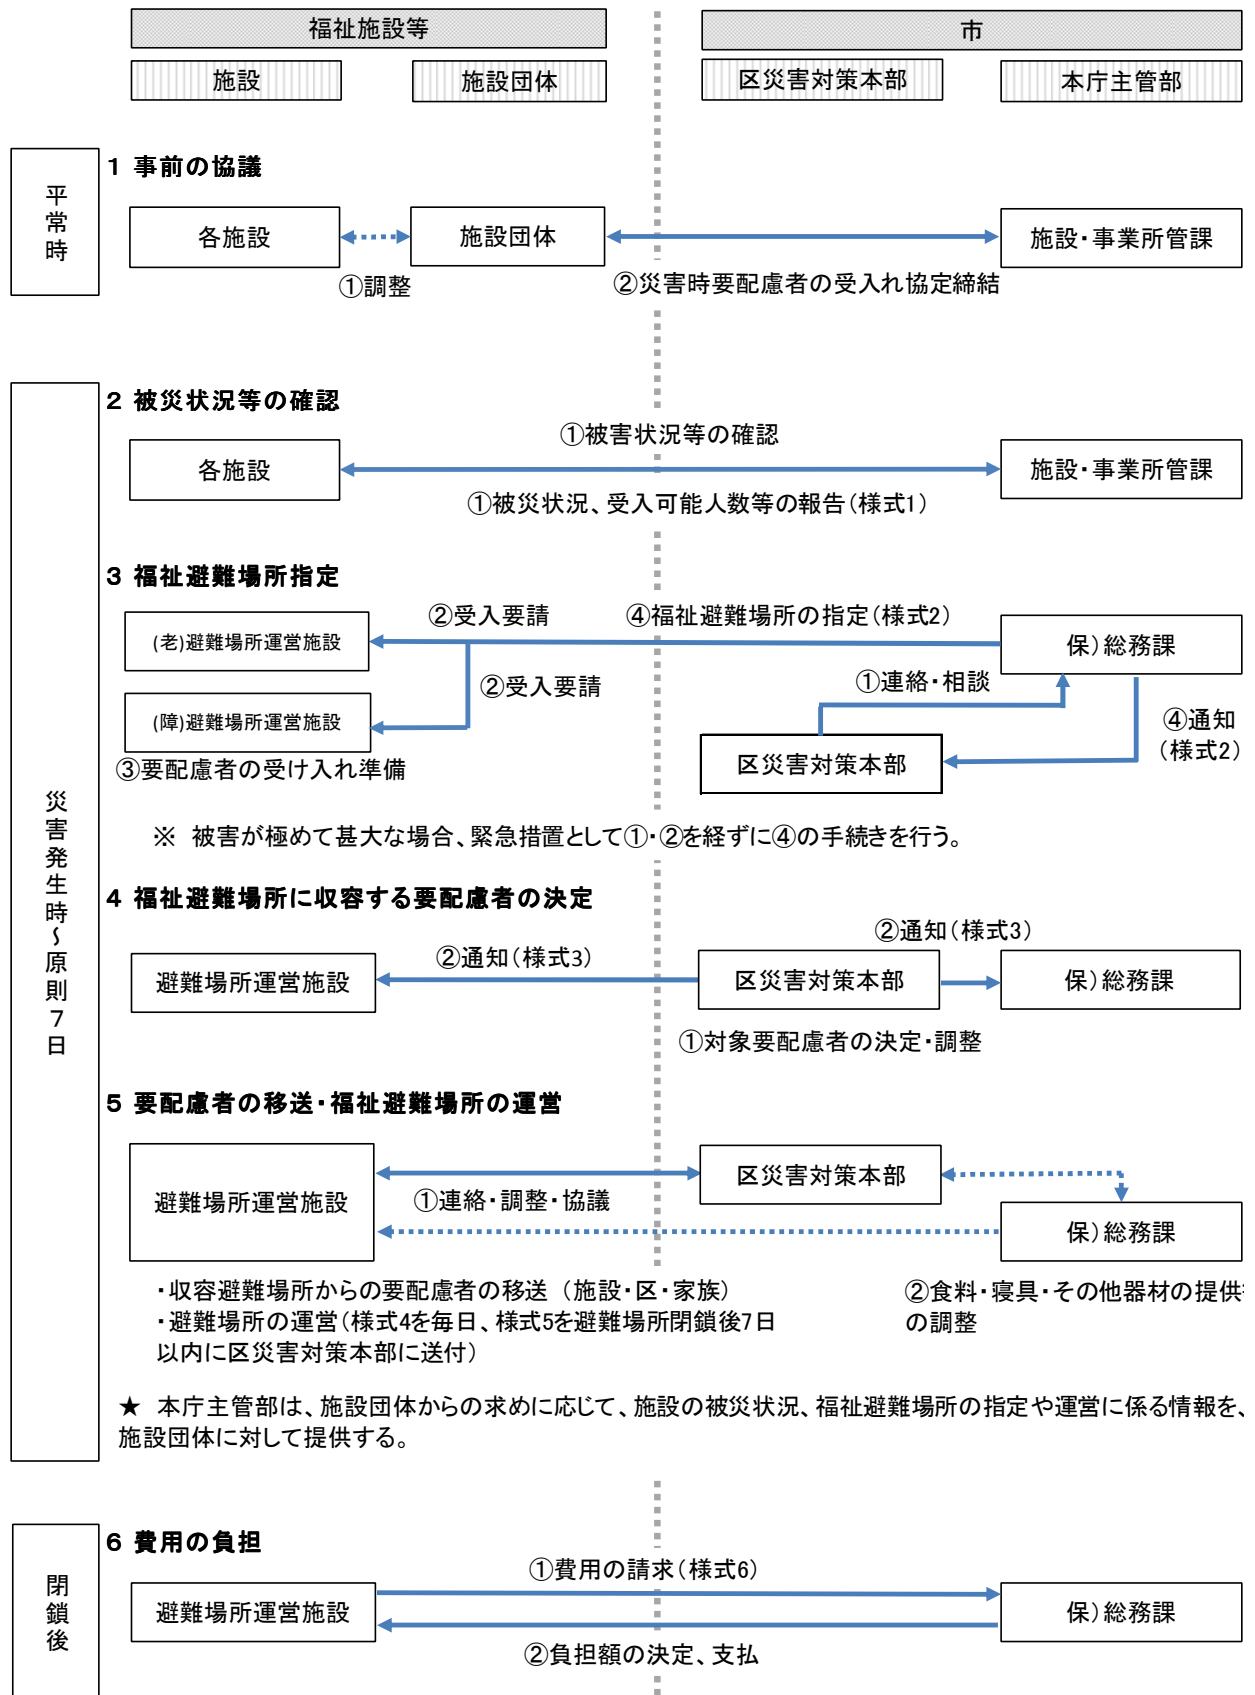 福祉施設等
市
施設
施設団体
区災害対策本部
本庁主管部
平常時
1 事前の協議
各施設
施設団体
施設・事業所管課
①調整
②災害時要配慮者の受入れ協定締結
災害発生時～原則7日
2 被災状況等の確認
①被害状況等の確認
各施設
施設・事業所管課
①被災状況、受入可能人数等の報告(様式1)
3 福祉避難場所指定
②受入要請
④福祉避難場所の指定(様式2)
(老)避難場所運営施設
保)総務課
②受入要請
①連絡・相談
(障)避難場所運営施設
④通知
(様式2)
区災害対策本部
③要配慮者の受け入れ準備
※ 被害が極めて甚大な場合、緊急措置として①・②を経ずに④の手続きを行う。
4 福祉避難場所に収容する要配慮者の決定
②通知(様式3)
②通知(様式3)
避難場所運営施設
区災害対策本部
保)総務課
①対象要配慮者の決定・調整
5 要配慮者の移送・福祉避難場所の運営
区災害対策本部
避難場所運営施設
①連絡・調整・協議
保)総務課
・収容避難場所からの要配慮者の移送 (施設・区・家族)
・避難場所の運営(様式4を毎日、様式5を避難場所閉鎖後7日
以内に区災害対策本部に送付)
②食料・寝具・その他器材の提供
の調整
★ 本庁主管部は、施設団体からの求めに応じて、施設の被災状況、福祉避難場所の指定や運営に係る情報を、
施設団体に対して提供する。
閉鎖後
6 費用の負担
①費用の請求(様式6)
避難場所運営施設
保)総務課
②負担額の決定、支払